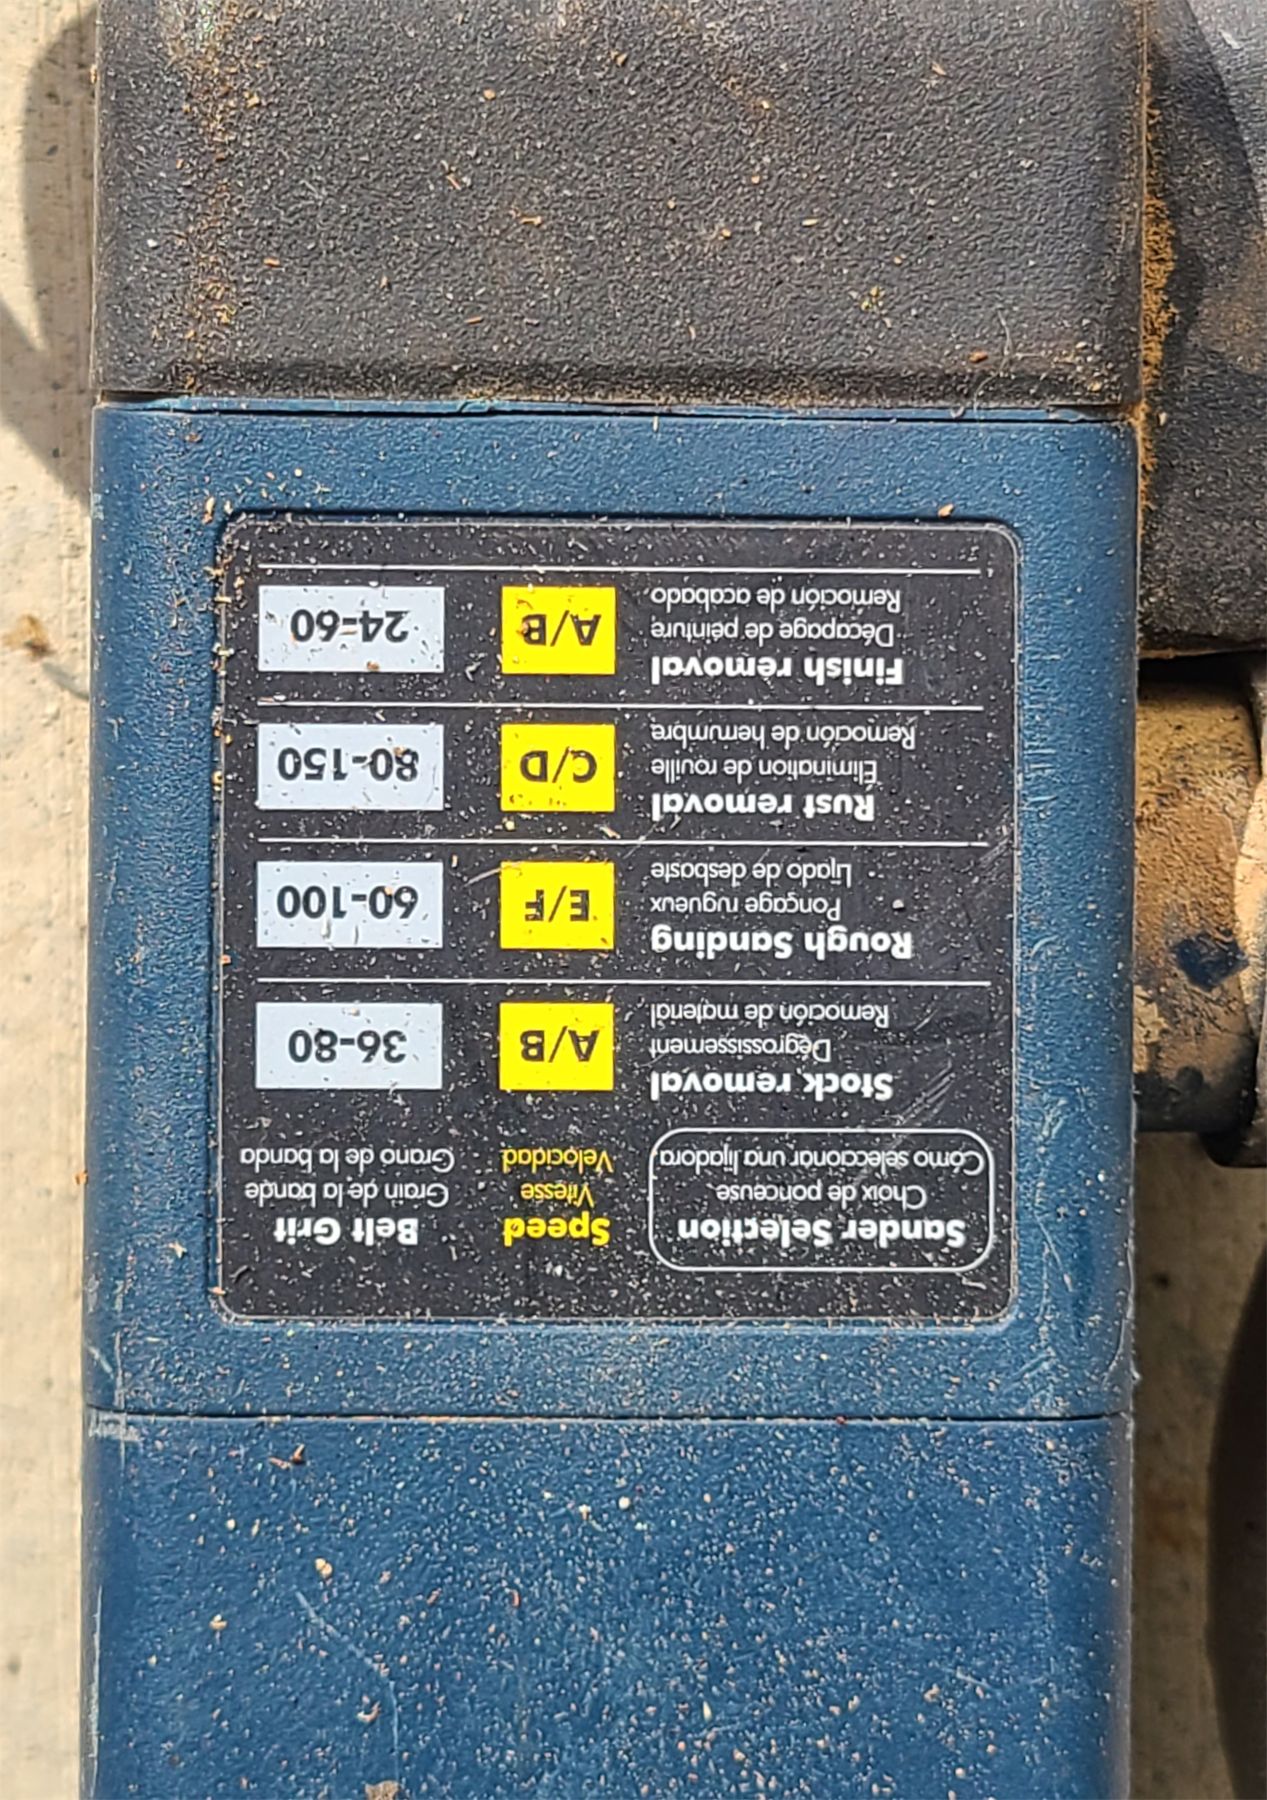 Sander Selection
Choix de ponceuse
Cómo seleccionar una lijadora
Speed
Vitesse
Velocidad
Belt Grit
Grain de la bande
Grano de la banda
Stock removal
Dégrossissement
Remoción de material
A/B
36-80
Rough Sanding
Ponçage rugueux
Lijado de desbaste
E/F
60-100
Rust removal
Élimination de rouille
Remoción de herrumbre
C/D
80-150
Finish removal
Décapage de peinture
Remoción de acabado
A/B
24-60